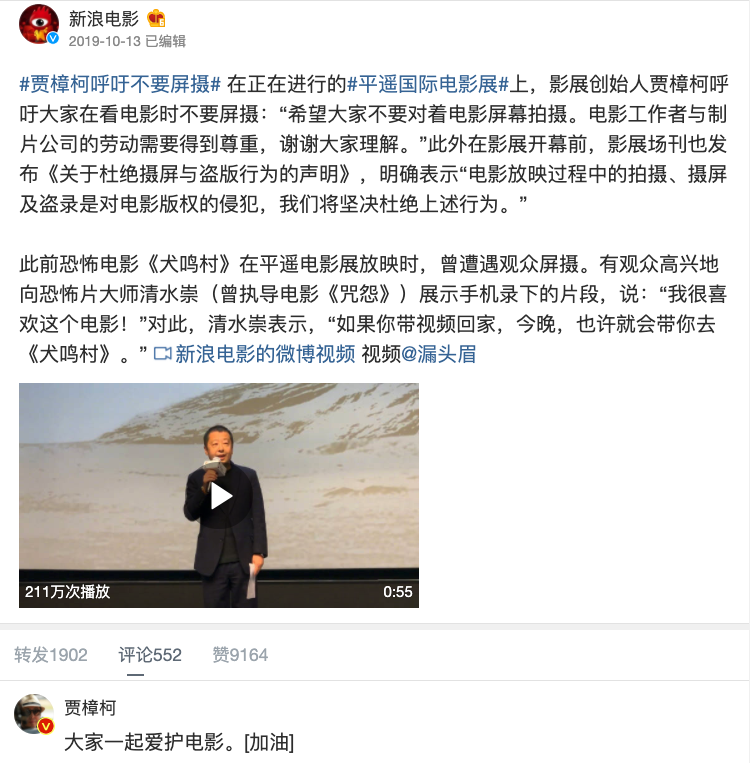 新浪电影
2019-10-13 已编辑
#贾樟柯呼吁不要屏摄# 在正在进行的#平遥国际电影展#上，影展创始人贾樟柯呼
吁大家在看电影时不要屏摄：“希望大家不要对着电影屏幕拍摄。电影工作者与制
片公司的劳动需要得到尊重，谢谢大家理解。”此外在影展开幕前，影展场刊也发
布《关于杜绝摄屏与盗版行为的声明》，明确表示“电影放映过程中的拍摄、摄屏
及盗录是对电影版权的侵犯，我们将坚决杜绝上述行为。”
此前恐怖电影《犬鸣村》在平遥电影展放映时，曾遭遇观众屏摄。有观众高兴地
向恐怖片大师清水崇（曾执导电影《咒怨》）展示手机录下的片段，说：“我很喜
欢这个电影！”对此，清水崇表示，“如果你带视频回家，今晚，也许就会带你去
《犬鸣村》。” 新浪电影的微博视频 视频@漏头眉
211万次播放 0:55
转发1902 评论552 赞9164
贾樟柯
大家一起爱护电影。[加油]